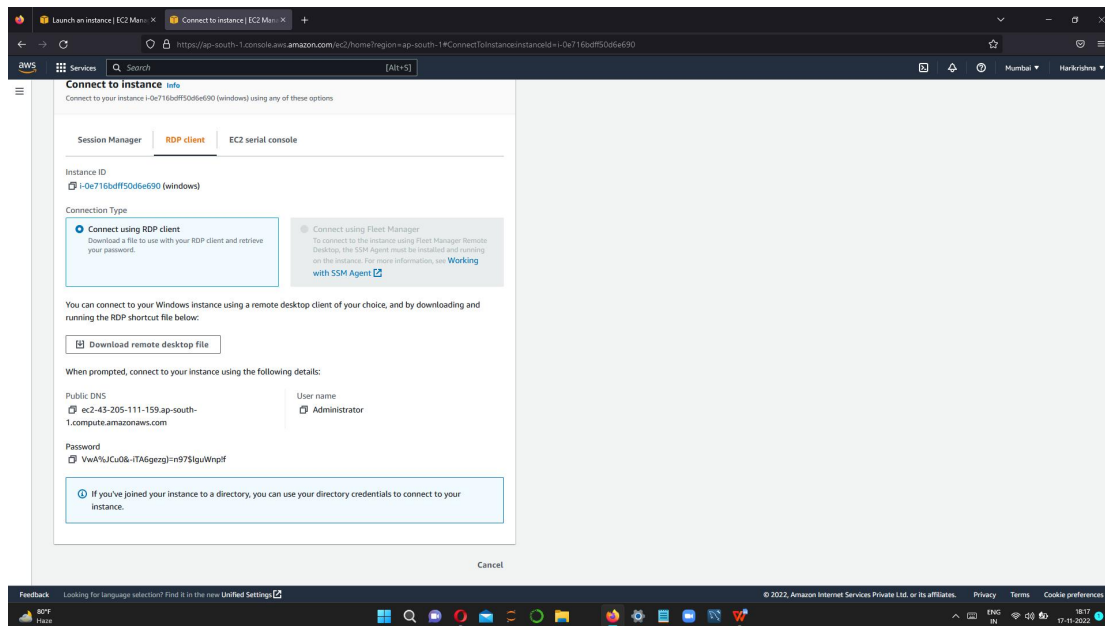 Launch an instance | EC2 Mana
Connect to instance | EC2 Mana
https://ap-south-1.console.aws.amazon.com/ec2/home?region=ap-south-1#ConnectToInstance:instanceId=i-0e716bdff50d6e690
aws Services Search [Alt+S] Mumbai Harikrishna
Connect to instance Info
Connect to your instance i-0e716bdff50d6e690 (windows) using any of these options
Session Manager RDP client EC2 serial console
Instance ID
i-0e716bdff50d6e690 (windows)
Connection Type
Connect using RDP client
Download a file to use with your RDP client and retrieve
your password.
Connect using Fleet Manager
To connect to the instance using Fleet Manager Remote
Desktop, the SSM Agent must be installed and running
on the instance. For more information, see Working
with SSM Agent
You can connect to your Windows instance using a remote desktop client of your choice, and by downloading and
running the RDP shortcut file below:
Download remote desktop file
When prompted, connect to your instance using the following details:
Public DNS
ec2-43-205-111-159.ap-south-
1.compute.amazonaws.com
User name
Administrator
Password
VwA%JCu0&-iTA6gezg)=n97$IguWnp!f
If you've joined your instance to a directory, you can use your directory credentials to connect to your
instance.
Cancel
Feedback Looking for language selection? Find it in the new Unified Settings © 2022, Amazon Internet Services Private Ltd. or its affiliates. Privacy Terms Cookie preferences
80°F
Haze
ENG
IN
18:17
17-11-2022